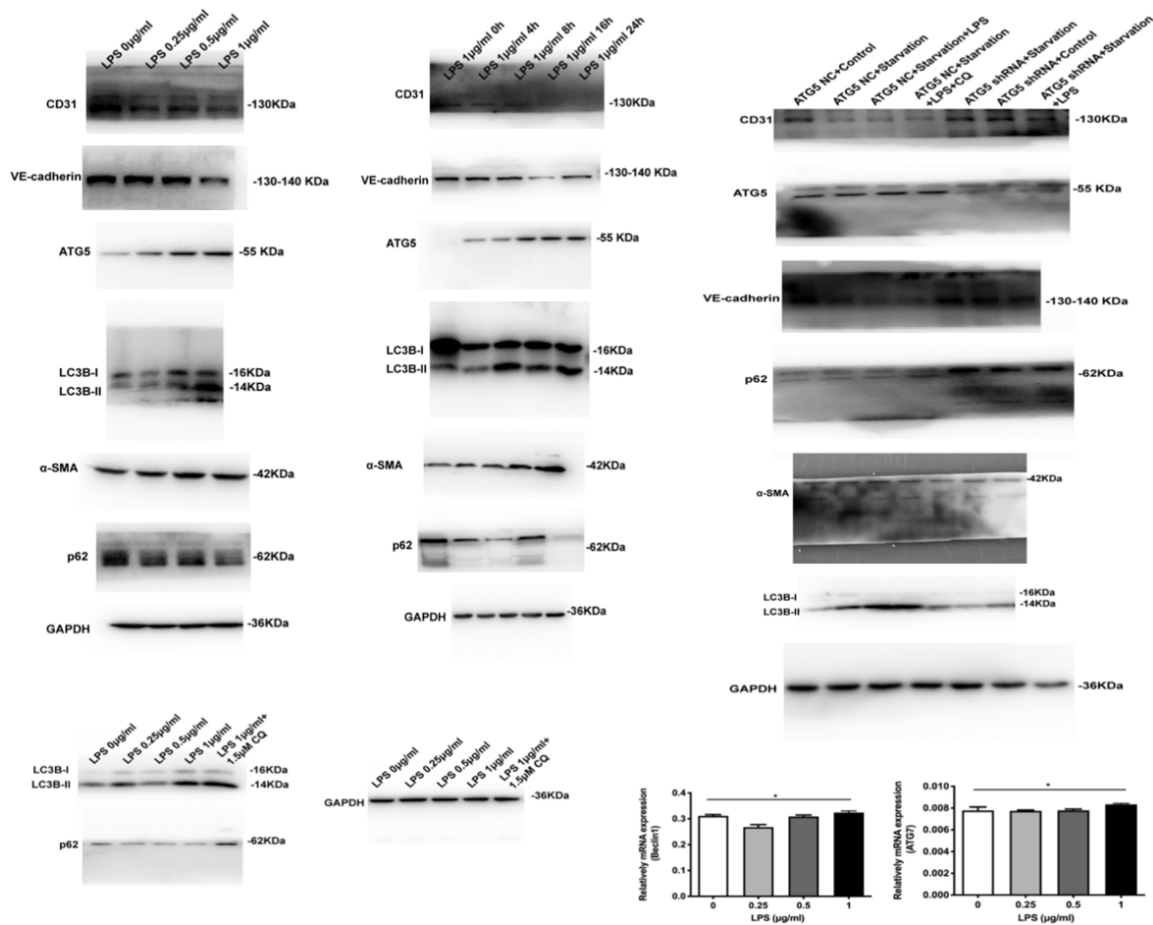 LPS 0μg/ml
LPS 0.25μg/ml
LPS 0.5μg/ml
LPS 1μg/ml
CD31
-130KDa
VE-cadherin
-130-140 KDa
ATG5
-55 KDa
LC3B-I
-16KDa
LC3B-II
-14KDa
α-SMA
-42KDa
p62
-62KDa
GAPDH
-36KDa
LPS 1μg/ml 0h
LPS 1μg/ml 4h
LPS 1μg/ml 8h
LPS 1μg/ml 16h
LPS 1μg/ml 24h
CD31
-130KDa
VE-cadherin
-130-140 KDa
ATG5
-55 KDa
LC3B-I
-16KDa
LC3B-II
-14KDa
α-SMA
-42KDa
p62
-62KDa
GAPDH
-36KDa
ATG5 NC+Control
ATG5 NC+Starvation
ATG5 NC+Starvation+LPS
ATG5 NC+Starvation
+LPS+CQ
ATG5 shRNA+Starvation
ATG5 shRNA+Control
ATG5 shRNA+Starvation
+LPS
CD31
-130KDa
ATG5
-55 KDa
VE-cadherin
-130-140 KDa
p62
-62KDa
-42KDa
α-SMA
LC3B-I
-16KDa
LC3B-II
-14KDa
GAPDH
-36KDa
LPS 0μg/ml
LPS 0.25μg/ml
LPS 0.5μg/ml
LPS 1μg/ml
LPS 1μg/ml+
1.5μM CQ
LC3B-I
-16KDa
LC3B-II
-14KDa
p62
-62KDa
LPS 0μg/ml
LPS 0.25μg/ml
LPS 0.5μg/ml
LPS 1μg/ml
LPS 1μg/ml+
1.5μM CQ
GAPDH
-36KDa
Relatively mRNA expression
(Beclin1)
0.4
0.3
0.2
0.1
0.0
*
0 0.25 0.5 1
LPS (μg/ml)
Relatively mRNA expression
(ATG7)
0.010
0.008
0.006
0.004
0.002
0.000
*
0 0.25 0.5 1
LPS (μg/ml)